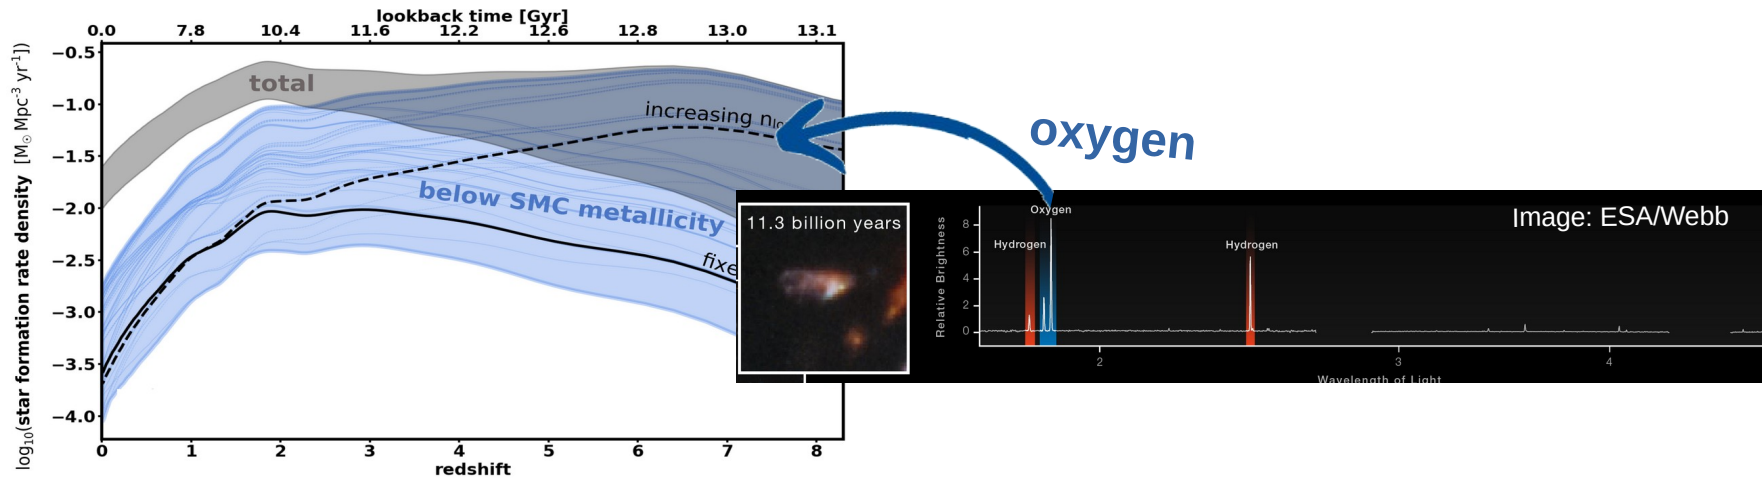 lookback time [Gyr]
0.0 7.8 10.4 11.6 12.2 12.6 12.8 13.0 13.1
log₁₀(star formation rate density [M☉ Mpc⁻³ yr⁻¹])
−0.5
−1.0
−1.5
−2.0
−2.5
−3.0
−3.5
−4.0
total
increasing
below SMC metallicity
0 1 2 3 4 5 6 7 8
redshift
oxygen
11.3 billion years
Image: ESA/Webb
Relative Brightness
8
6
4
2
0
Oxygen
Hydrogen
Hydrogen
2 3 4
Wavelength of Light